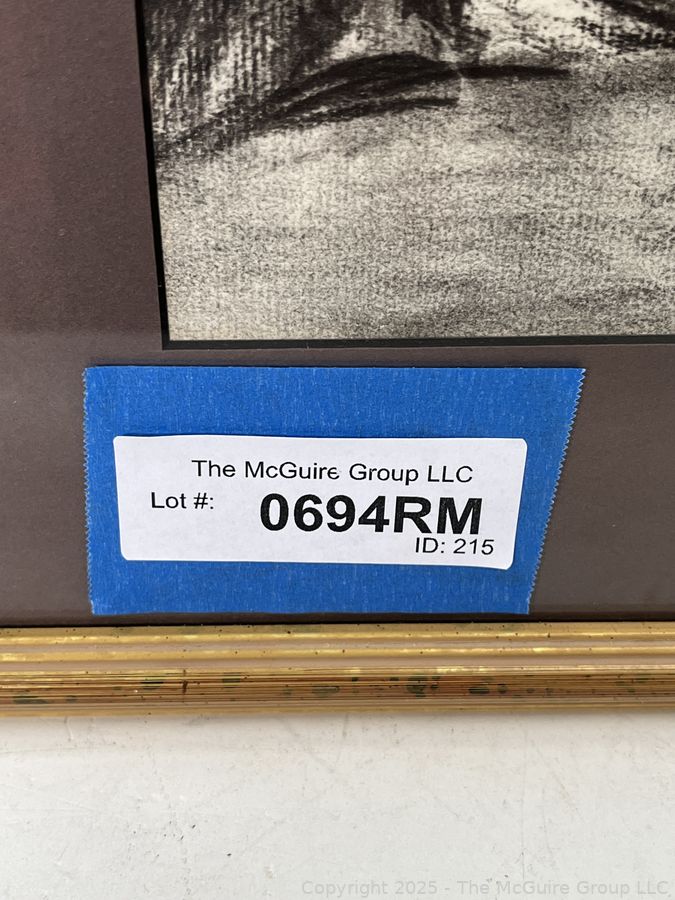 The McGuire Group LLC
Lot #: 0694RM
ID: 215
Copyright 2025 - The McGuire Group LLC